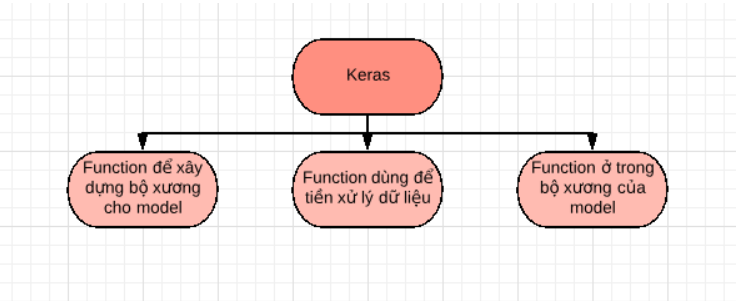 Keras
Function để xây
dựng bộ xương
cho model
Function dùng để
tiền xử lý dữ liệu
Function ở trong
bộ xương của
model